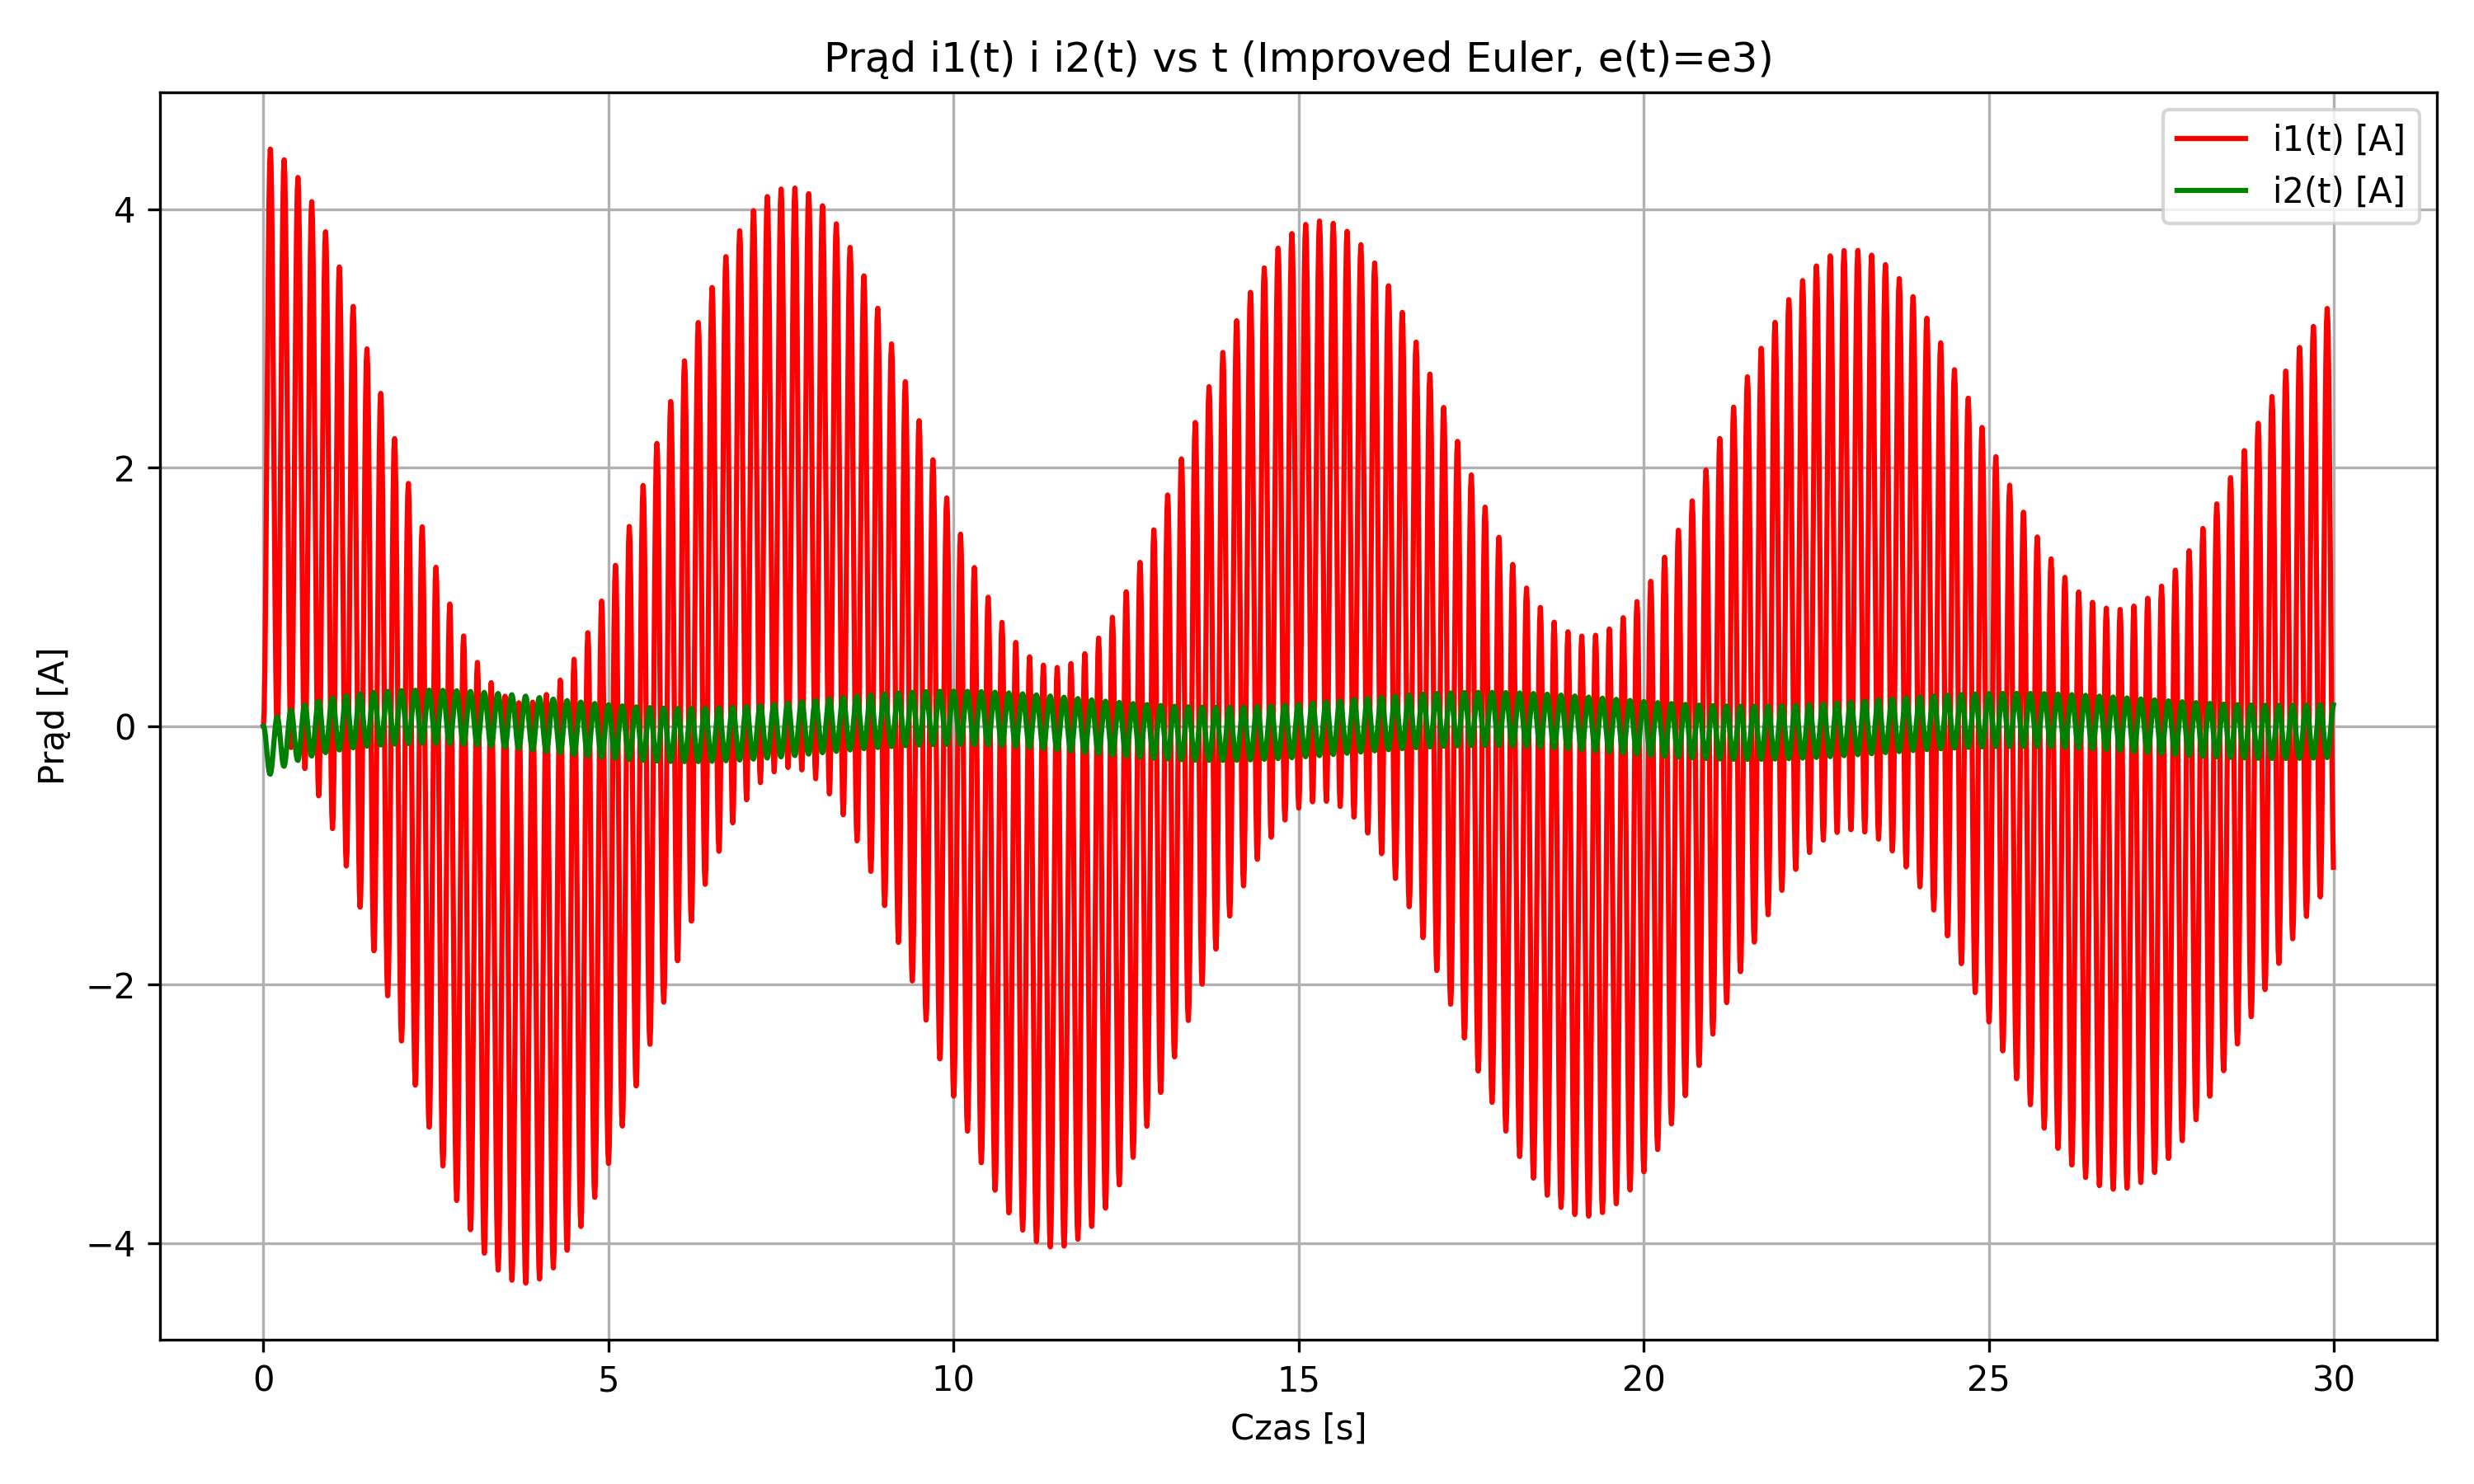 Prąd i1(t) i i2(t) vs t (Improved Euler, e(t)=e3)
i1(t) [A]
i2(t) [A]
Prąd [A]
4
2
0
−2
−4
0 5 10 15 20 25 30
Czas [s]